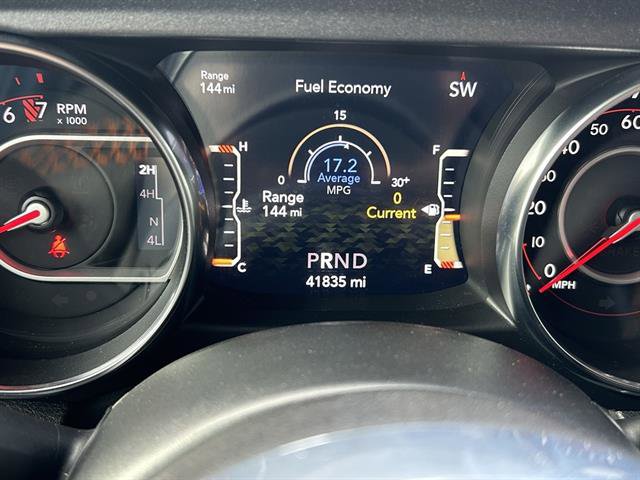 Range
144 mi
Fuel Economy
SW
6 7
RPM
x 1000
2H
4H
N
4L
H
C
15
0
17.2
Average
MPG
30+
Range
144 mi
0
Current
F
E
PRND
41835 mi
60
50
40
30
20
10
0
MPH